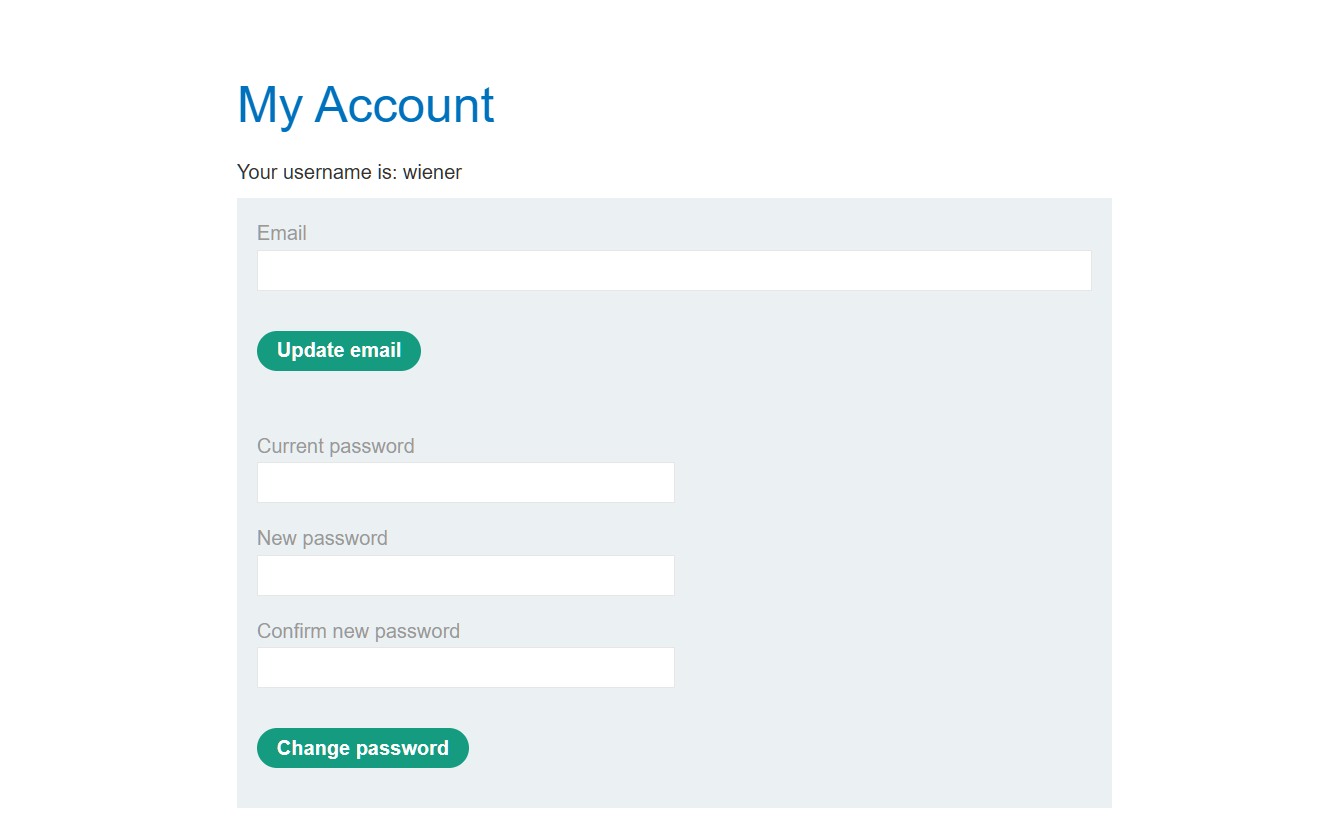 My Account
Your username is: wiener
Email
Update email
Current password
New password
Confirm new password
Change password